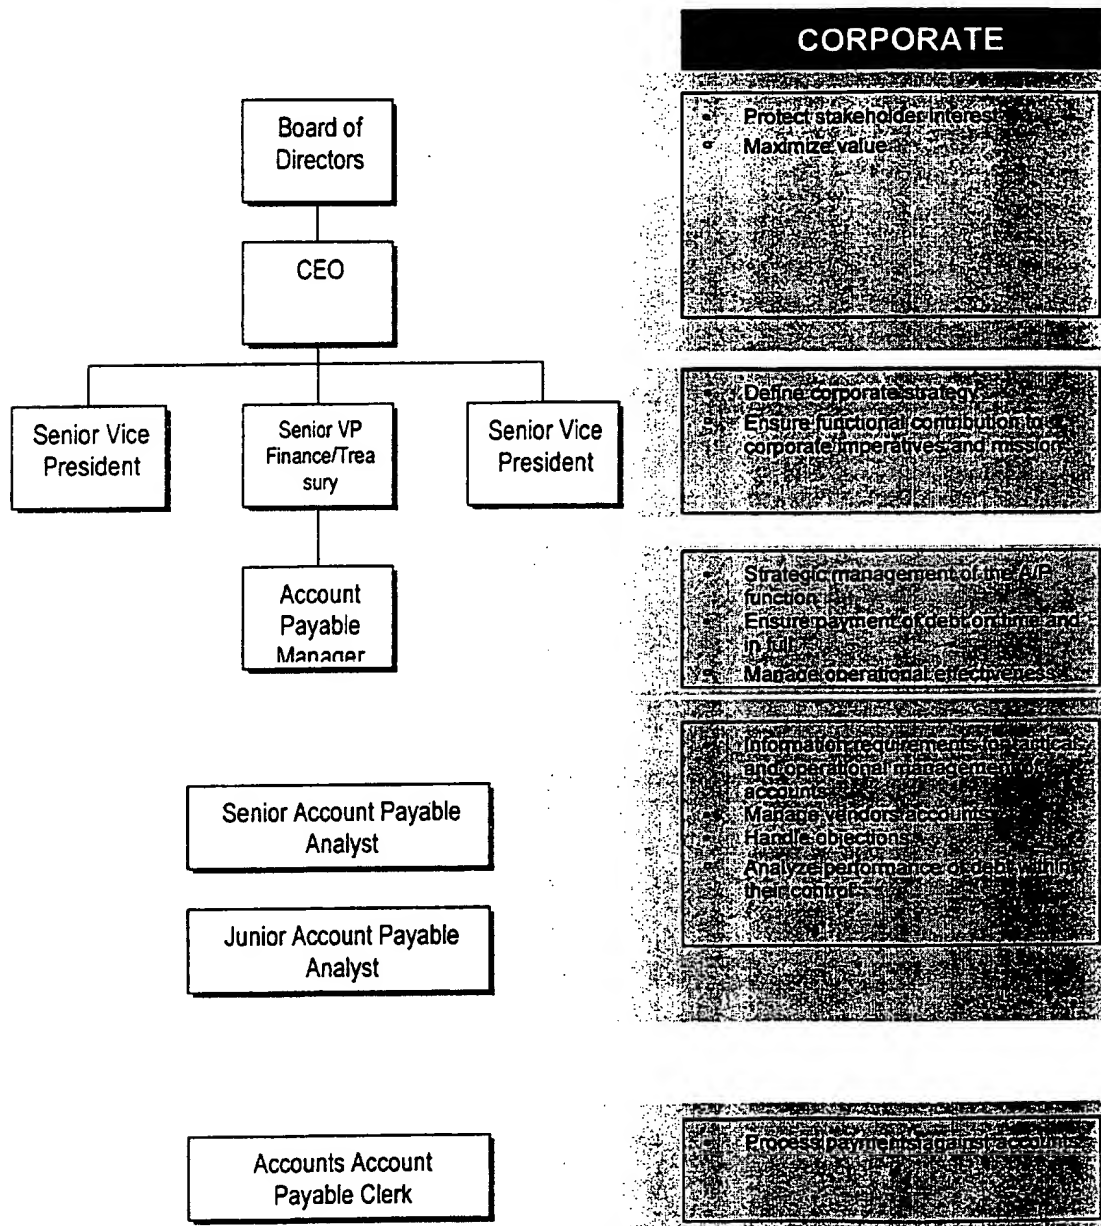 CORPORATE
Board of
Directors
• Protect stakeholder interest
• Maximize value
CEO
Senior Vice
President
Senior VP
Finance/Trea
sury
Senior Vice
President
• Define corporate strategy
• Ensure functional contribution to
corporate imperatives and mission
Account
Payable
Manager
• Strategic management of the A/P
function
• Ensure payment of debt on time and
in full
• Manage operational effectiveness
Senior Account Payable
Analyst
Junior Account Payable
Analyst
• Information requirements for tactical
and operational management of
accounts
• Manage vendors accounts
• Handle objections
• Analyze performance of debt within
their control
Accounts Account
Payable Clerk
• Process payments against accounts